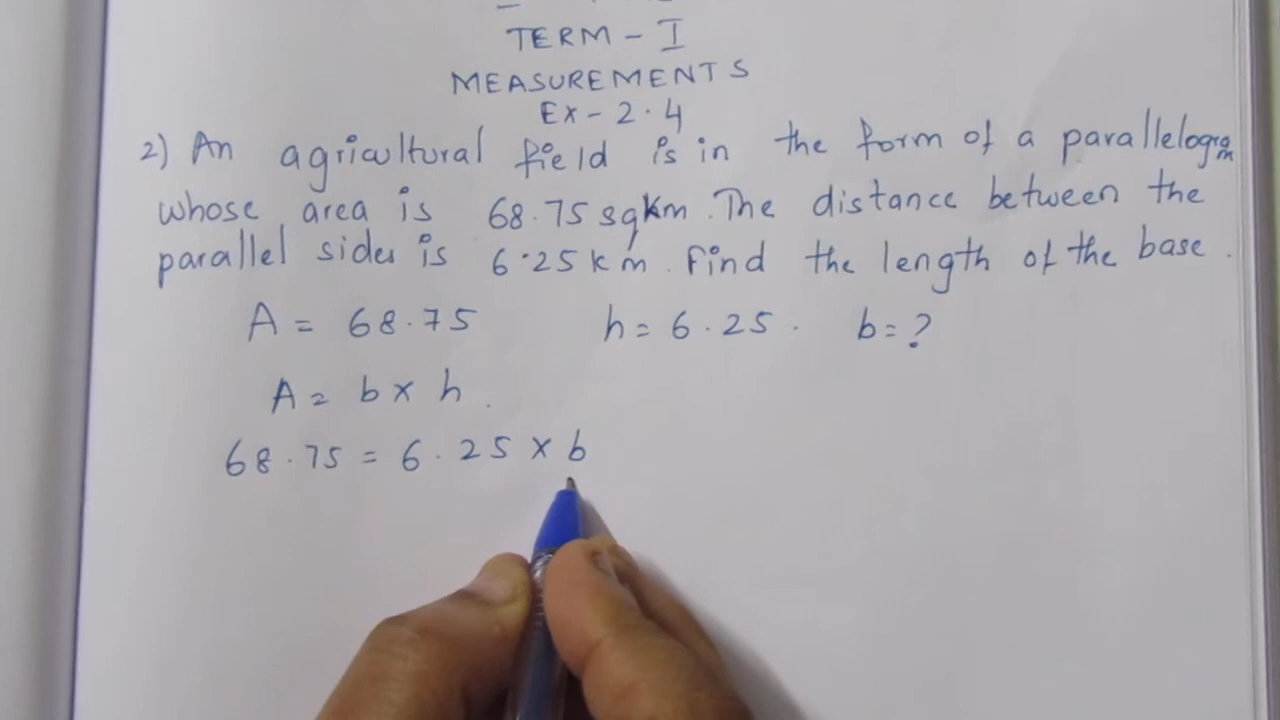 TERM - I
MEASUREMENTS
EX - 2.4
2) An agricultural field is in the form of a parallelogram
whose area is 68.75 sqkm. The distance between the
parallel sides is 6.25 km. Find the length of the base.
A = 68.75 h = 6.25. b = ?
A = b x h.
68.75 = 6.25 x b